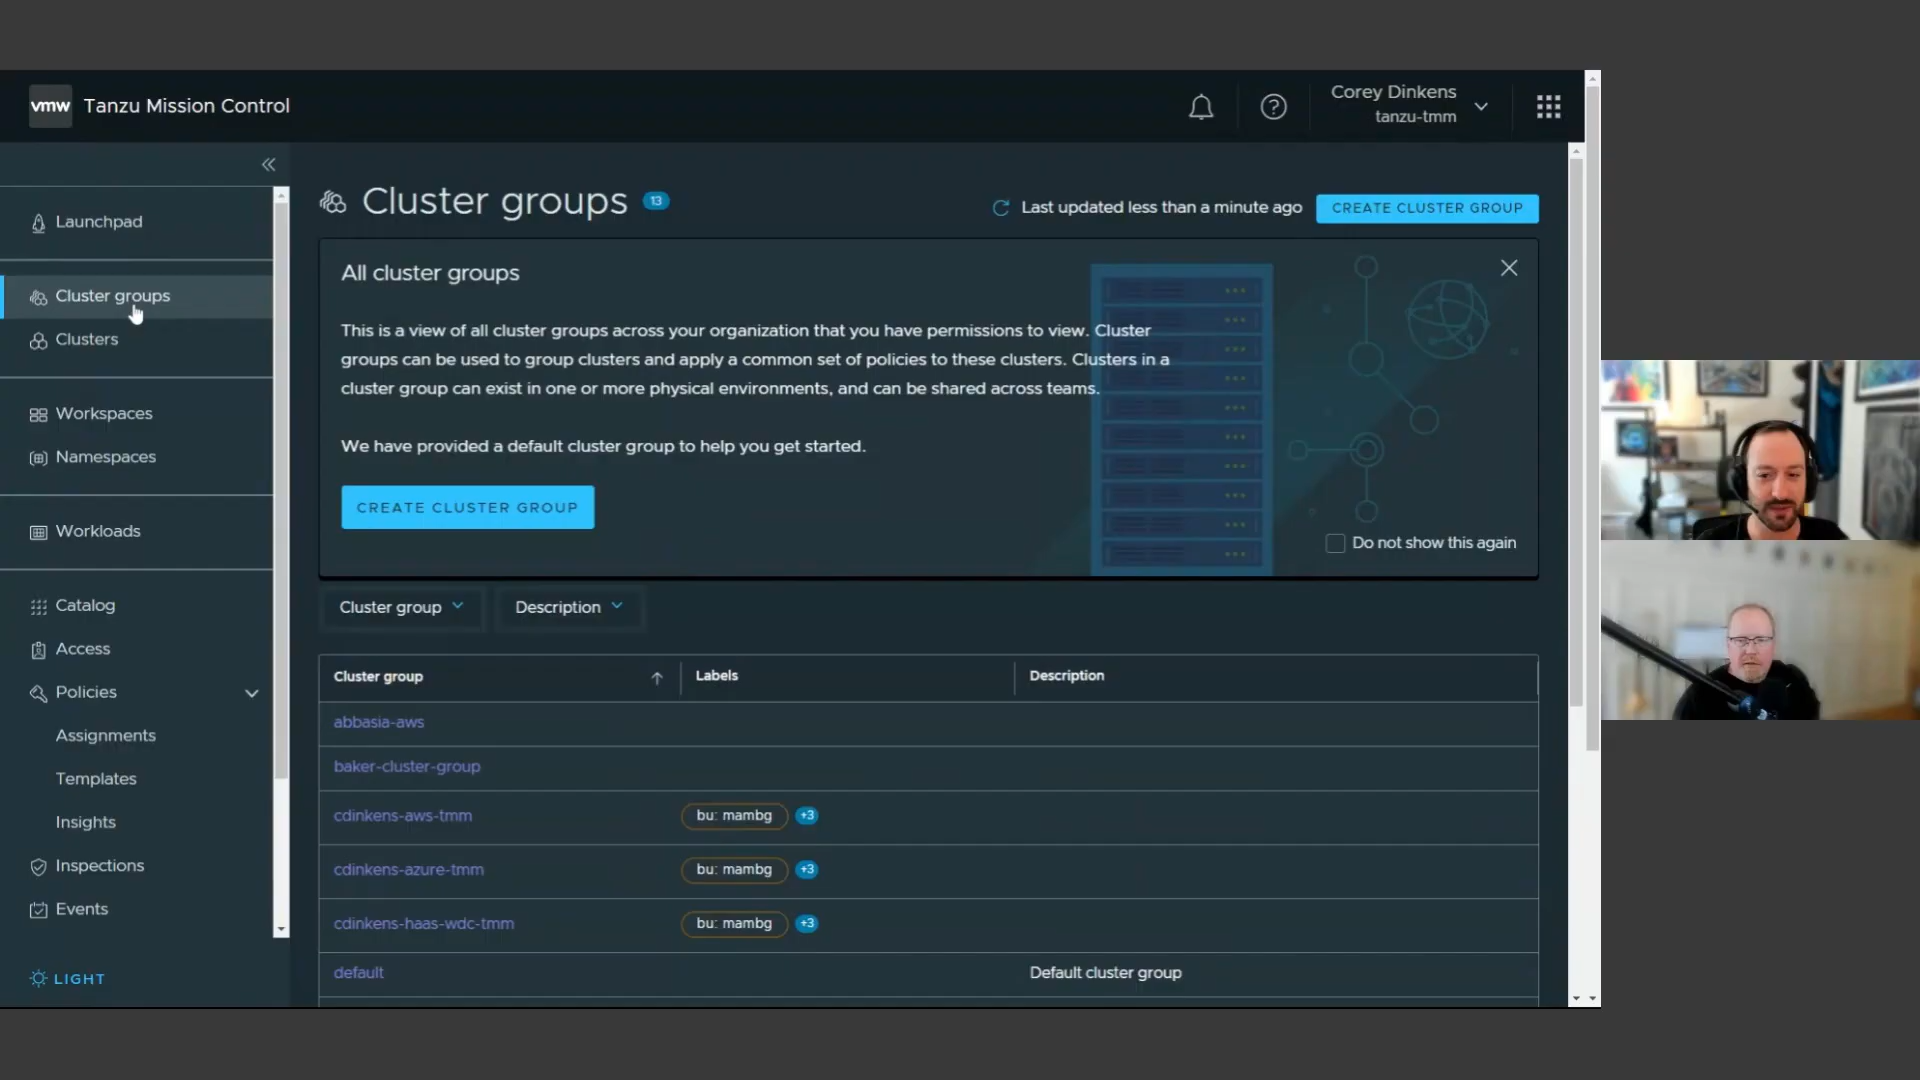 vmw Tanzu Mission Control
Corey Dinkens
tanzu-tmm
Launchpad
Cluster groups
Clusters
Workspaces
Namespaces
Workloads
Catalog
Access
Policies
Assignments
Templates
Insights
Inspections
Events
LIGHT
Cluster groups 13
Last updated less than a minute ago
CREATE CLUSTER GROUP
All cluster groups
This is a view of all cluster groups across your organization that you have permissions to view. Cluster
groups can be used to group clusters and apply a common set of policies to these clusters. Clusters in a
cluster group can exist in one or more physical environments, and can be shared across teams.
We have provided a default cluster group to help you get started.
CREATE CLUSTER GROUP
Do not show this again
Cluster group Description
Cluster group Labels Description
abbasia-aws
baker-cluster-group
cdinkens-aws-tmm bu: mambg +3
cdinkens-azure-tmm bu: mambg +3
cdinkens-haas-wdc-tmm bu: mambg +3
default Default cluster group